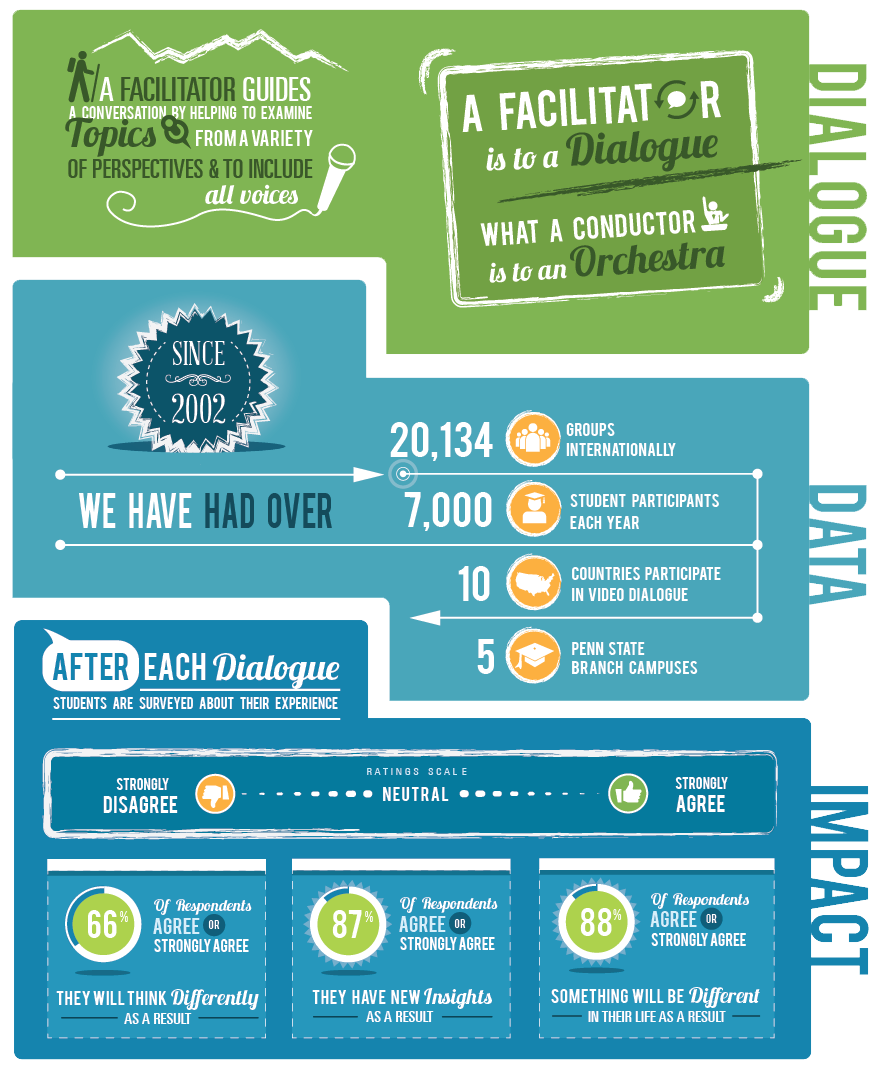 A FACILITATOR GUIDES
A CONVERSATION BY HELPING TO EXAMINE
Topics FROM A VARIETY
OF PERSPECTIVES & TO INCLUDE
all voices
A FACILITATOR
is to a Dialogue
WHAT A CONDUCTOR
is to an Orchestra
DIALOGUE
SINCE
2002
WE HAVE HAD OVER
20,134 GROUPS
INTERNATIONALLY
7,000 STUDENT PARTICIPANTS
EACH YEAR
10 COUNTRIES PARTICIPATE
IN VIDEO DIALOGUE
5 PENN STATE
BRANCH CAMPUSES
DATA
AFTER EACH Dialogue
STUDENTS ARE SURVEYED ABOUT THEIR EXPERIENCE
RATINGS SCALE
STRONGLY
DISAGREE
NEUTRAL
STRONGLY
AGREE
66%
Of Respondents
AGREE OR
STRONGLY AGREE
THEY WILL THINK Differently
AS A RESULT
87%
Of Respondents
AGREE OR
STRONGLY AGREE
THEY HAVE NEW Insights
AS A RESULT
88%
Of Respondents
AGREE OR
STRONGLY AGREE
SOMETHING WILL BE Different
IN THEIR LIFE AS A RESULT
IMPACT